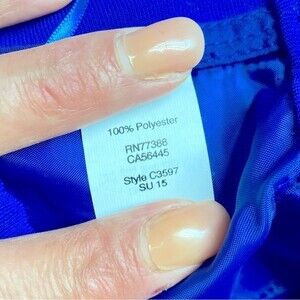 100% Polyester
RN77388
CA56445
Style C3597
SU 15